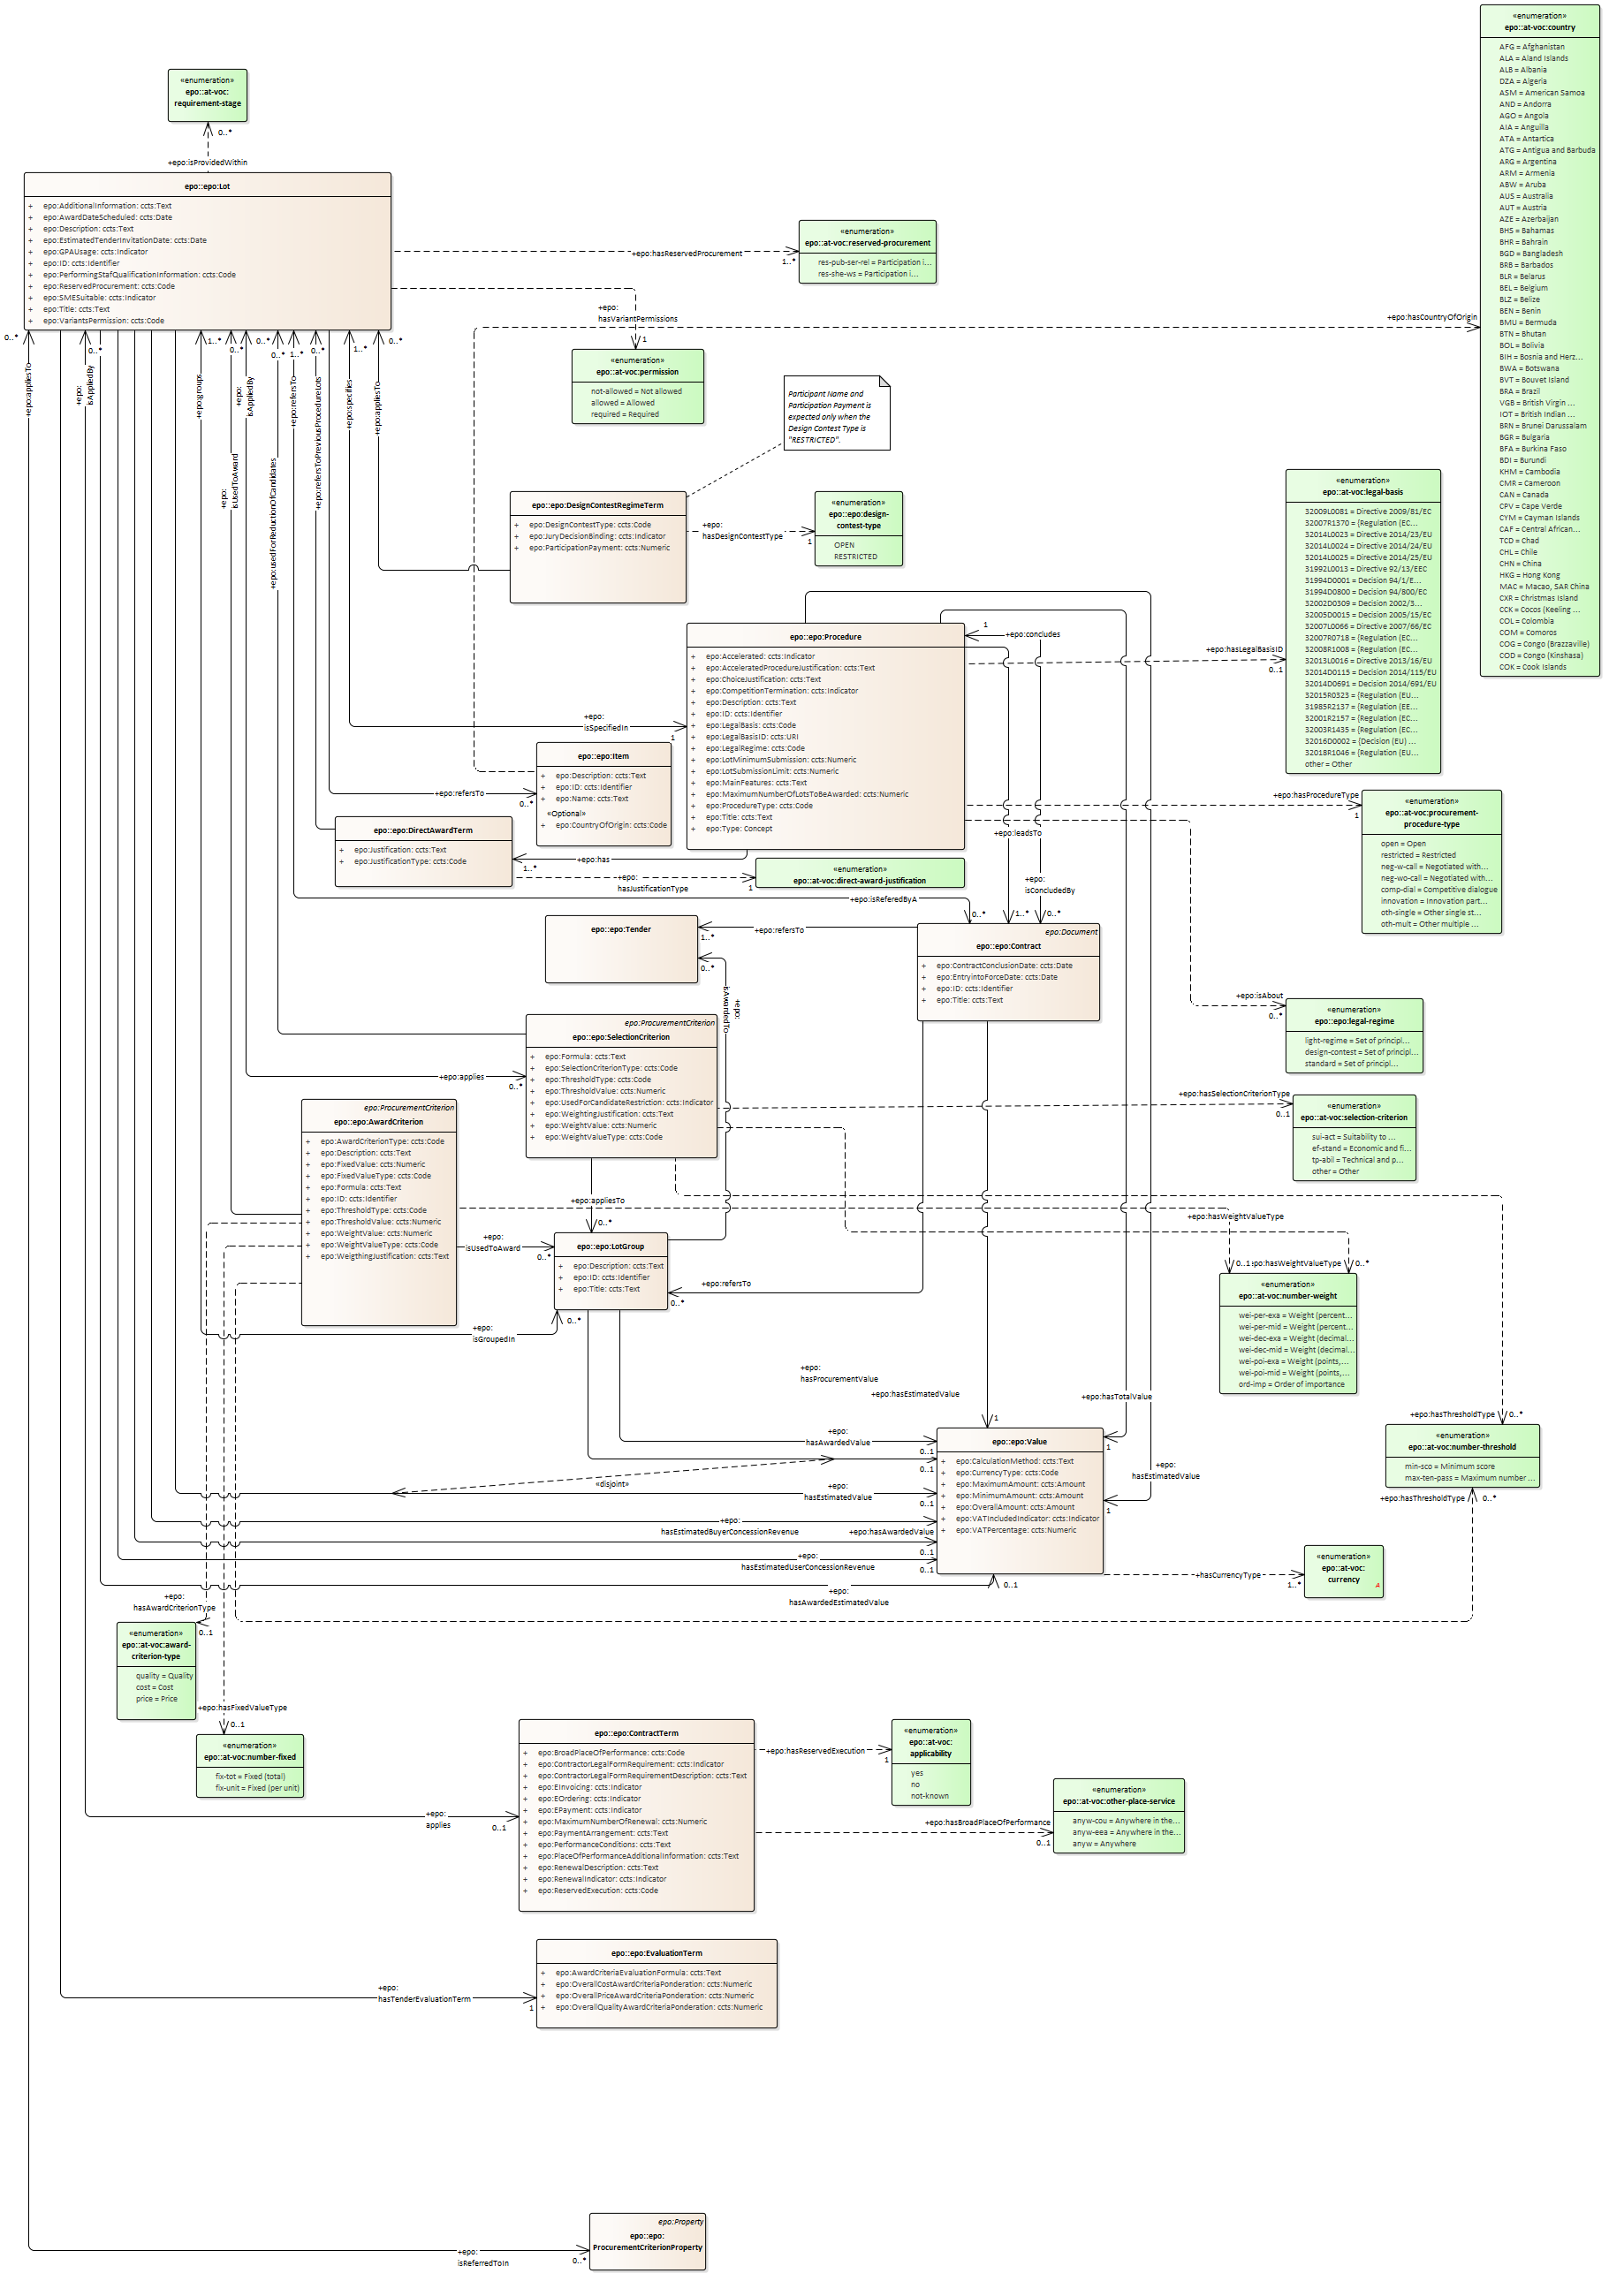 «enumeration»
epo::at-voc:country
AFG = Afghanistan
ALA = Aland Islands
ALB = Albania
DZA = Algeria
ASM = American Samoa
AND = Andorra
AGO = Angola
AIA = Anguilla
ATA = Antartica
ATG = Antigua and Barbuda
ARG = Argentina
ARM = Armenia
ABW = Aruba
AUS = Australia
AUT = Austria
AZE = Azerbaijan
BHS = Bahamas
BHR = Bahrain
BGD = Bangladesh
BRB = Barbados
BLR = Belarus
BEL = Belgium
BLZ = Belize
BEN = Benin
BMU = Bermuda
BTN = Bhutan
BOL = Bolivia
BIH = Bosnia and Herz...
BWA = Botswana
BVT = Bouvet Island
BRA = Brazil
VGB = British Virgin ...
IOT = British Indian ...
BRN = Brunei Darussalam
BGR = Bulgaria
BFA = Burkina Faso
BDI = Burundi
KHM = Cambodia
CMR = Cameroon
CAN = Canada
CPV = Cape Verde
CYM = Cayman Islands
CAF = Central African...
TCD = Chad
CHL = Chile
CHN = China
HKG = Hong Kong
MAC = Macao, SAR China
CXR = Christmas Island
CCK = Cocos (Keeling ...
COL = Colombia
COM = Comoros
COG = Congo (Brazzaville)
COD = Congo (Kinshasa)
COK = Cook Islands
«enumeration»
epo::at-voc:
requirement-stage
0..*
+epo:isProvidedWithin
epo::epo:Lot
+ epo:AdditionalInformation: ccts:Text
+ epo:AwardDateScheduled: ccts:Date
+ epo:Description: ccts:Text
+ epo:EstimatedTenderInvitationDate: ccts:Date
+ epo:GPAUsage: ccts:Indicator
+ epo:ID: ccts:Identifier
+ epo:PerformingStafQualificationInformation: ccts:Code
+ epo:ReservedProcurement: ccts:Code
+ epo:SMESuitable: ccts:Indicator
+ epo:Title: ccts:Text
+ epo:VariantsPermission: ccts:Code
+epo:hasReservedProcurement
1..*
«enumeration»
epo::at-voc:reserved-procurement
res-pub-ser-rel = Participation i...
res-she-ws = Participation i...
+epo:
hasVariantPermissions
1
+epo:hasCountryOfOrigin
«enumeration»
epo::at-voc:permission
not-allowed = Not allowed
allowed = Allowed
required = Required
Participant Name and
Participation Payment is
expected only when the
Design Contest Type is
"RESTRICTED".
0..*
0..*
1..*
0..*
0..*
0..*
1..*
0..*
1..*
0..*
+epo:appliesTo
+epo:
isAppliedBy
+epo:groups
+epo:
isUsedToAward
+epo:
isAppliedBy
+epo:usedForReductionOfCandidates
+epo:refersTo
+epo:refersToPreviousProcedureLots
+epo:specifies
+epo:appliesTo
epo::epo:DesignContestRegimeTerm
+ epo:DesignContestType: ccts:Code
+ epo:JuryDecisionBinding: ccts:Indicator
+ epo:ParticipationPayment: ccts:Numeric
+epo:
hasDesignContestType
1
«enumeration»
epo::epo:design-
contest-type
OPEN
RESTRICTED
«enumeration»
epo::at-voc:legal-basis
32009L0081 = Directive 2009/81/EC
32007R1370 = (Regulation (EC...
32014L0023 = Directive 2014/23/EU
32014L0024 = Directive 2014/24/EU
32014L0025 = Directive 2014/25/EU
31992L0013 = Directive 92/13/EEC
31994D0001 = Decision 94/1/E...
31994D0800 = Decision 94/800/EC
32002D0309 = Decision 2002/3...
32005D0015 = Decision 2005/15/EC
32007L0066 = Directive 2007/66/EC
32007R0718 = (Regulation (EC...
32008R1008 = (Regulation (EC...
32013L0016 = Directive 2013/16/EU
32014D0115 = Decision 2014/115/EU
32014D0691 = Decision 2014/691/EU
32015R0323 = (Regulation (EU...
31985R2137 = (Regulation (EE...
32001R2157 = (Regulation (EC...
32003R1435 = (Regulation (EC...
32016D0002 = (Decision (EU) ...
32018R1046 = (Regulation (EU...
other = Other
epo::epo:Procedure
+ epo:Accelerated: ccts:Indicator
+ epo:AcceleratedProcedureJustification: ccts:Text
+ epo:ChoiceJustification: ccts:Text
+ epo:CompetitionTermination: ccts:Indicator
+ epo:Description: ccts:Text
+ epo:ID: ccts:Identifier
+ epo:LegalBasis: ccts:Code
+ epo:LegalBasisID: ccts:URI
+ epo:LegalRegime: ccts:Code
+ epo:LotMinimumSubmission: ccts:Numeric
+ epo:LotSubmissionLimit: ccts:Numeric
+ epo:MainFeatures: ccts:Text
+ epo:MaximumNumberOfLotsToBeAwarded: ccts:Numeric
+ epo:ProcedureType: ccts:Code
+ epo:Title: ccts:Text
+ epo:Type: Concept
1
+epo:concludes
+epo:hasLegalBasisID
0..1
+epo:
isSpecifiedIn
1
epo::epo:Item
+ epo:Description: ccts:Text
+ epo:ID: ccts:Identifier
+ epo:Name: ccts:Text
«Optional»
+ epo:CountryOfOrigin: ccts:Code
+epo:refersTo
0..*
+epo:hasProcedureType
1
«enumeration»
epo::at-voc:procurement-
procedure-type
open = Open
restricted = Restricted
neg-w-call = Negotiated with...
neg-wo-call = Negotiated with...
comp-dial = Competitive dialogue
innovation = Innovation part...
oth-single = Other single st...
oth-mult = Other multiple ...
epo::epo:DirectAwardTerm
+ epo:Justification: ccts:Text
+ epo:JustificationType: ccts:Code
+epo:has
1..*
+epo:
hasJustificationType
1
«enumeration»
epo::at-voc:direct-award-justification
+epo:leadsTo
+epo:
isConcludedBy
+epo:isReferedByA
0..*
1..*
0..*
epo::epo:Tender
+epo:refersTo
1..*
0..*
+epo:
isAwardedTo
epo:Document
epo::epo:Contract
+ epo:ContractConclusionDate: ccts:Date
+ epo:EntryintoForceDate: ccts:Date
+ epo:ID: ccts:Identifier
+ epo:Title: ccts:Text
+epo:isAbout
0..*
«enumeration»
epo::epo:legal-regime
light-regime = Set of principl...
design-contest = Set of principl...
standard = Set of principl...
epo:ProcurementCriterion
epo::epo:SelectionCriterion
+ epo:Formula: ccts:Text
+ epo:SelectionCriterionType: ccts:Code
+ epo:ThresholdType: ccts:Code
+ epo:ThresholdValue: ccts:Numeric
+ epo:UsedForCandidateRestriction: ccts:Indicator
+ epo:WeightingJustification: ccts:Text
+ epo:WeightValue: ccts:Numeric
+ epo:WeightValueType: ccts:Code
+epo:applies
0..*
+epo:hasSelectionCriterionType
0..1
«enumeration»
epo::at-voc:selection-criterion
sui-act = Suitability to ...
ef-stand = Economic and fi...
tp-abil = Technical and p...
other = Other
epo:ProcurementCriterion
epo::epo:AwardCriterion
+ epo:AwardCriterionType: ccts:Code
+ epo:Description: ccts:Text
+ epo:FixedValue: ccts:Numeric
+ epo:FixedValueType: ccts:Code
+ epo:Formula: ccts:Text
+ epo:ID: ccts:Identifier
+ epo:ThresholdType: ccts:Code
+ epo:ThresholdValue: ccts:Numeric
+ epo:WeightValue: ccts:Numeric
+ epo:WeightValueType: ccts:Code
+ epo:WeigthingJustification: ccts:Text
+epo:appliesTo
0..*
+epo:
isUsedToAward
0..*
epo::epo:LotGroup
+ epo:Description: ccts:Text
+ epo:ID: ccts:Identifier
+ epo:Title: ccts:Text
+epo:refersTo
0..*
+epo:
isGroupedIn
0..*
+epo:hasWeightValueType
0..1
+epo:hasWeightValueType
0..*
«enumeration»
epo::at-voc:number-weight
wei-per-exa = Weight (percent...
wei-per-mid = Weight (percent...
wei-dec-exa = Weight (decimal...
wei-dec-mid = Weight (decimal...
wei-poi-exa = Weight (points,...
wei-poi-mid = Weight (points,...
ord-imp = Order of importance
+epo:
hasProcurementValue
+epo:hasEstimatedValue
+epo:hasTotalValue
1
+epo:hasThresholdType
0..*
«enumeration»
epo::at-voc:number-threshold
min-sco = Minimum score
max-ten-pass = Maximum number ...
+epo:hasThresholdType
0..*
epo::epo:Value
+ epo:CalculationMethod: ccts:Text
+ epo:CurrencyType: ccts:Code
+ epo:MaximumAmount: ccts:Amount
+ epo:MinimumAmount: ccts:Amount
+ epo:OverallAmount: ccts:Amount
+ epo:VATIncludedIndicator: ccts:Indicator
+ epo:VATPercentage: ccts:Numeric
1
+epo:
hasEstimatedValue
1
+epo:
hasAwardedValue
0..1
0..1
«disjoint»
+epo:
hasEstimatedValue
0..1
+epo:
hasEstimatedBuyerConcessionRevenue
+epo:hasAwardedValue
0..1
+epo:
hasEstimatedUserConcessionRevenue
0..1
+epo:
hasAwardedEstimatedValue
0..1
+hasCurrencyType
1..*
«enumeration»
epo::at-voc:
currency
+epo:
hasAwardCriterionType
0..1
«enumeration»
epo::at-voc:award-
criterion-type
quality = Quality
cost = Cost
price = Price
+epo:hasFixedValueType
0..1
«enumeration»
epo::at-voc:number-fixed
fix-tot = Fixed (total)
fix-unit = Fixed (per unit)
epo::epo:ContractTerm
+ epo:BroadPlaceOfPerformance: ccts:Code
+ epo:ContractorLegalFormRequirement: ccts:Indicator
+ epo:ContractorLegalFormRequirementDescription: ccts:Text
+ epo:EInvoicing: ccts:Indicator
+ epo:EOrdering: ccts:Indicator
+ epo:EPayment: ccts:Indicator
+ epo:MaximumNumberOfRenewal: ccts:Numeric
+ epo:PaymentArrangement: ccts:Text
+ epo:PerformanceConditions: ccts:Text
+ epo:PlaceOfPerformanceAdditionalInformation: ccts:Text
+ epo:RenewalDescription: ccts:Text
+ epo:RenewalIndicator: ccts:Indicator
+ epo:ReservedExecution: ccts:Code
+epo:
applies
0..1
+epo:hasReservedExecution
1
«enumeration»
epo::at-voc:
applicability
yes
no
not-known
+epo:hasBroadPlaceOfPerformance
0..1
«enumeration»
epo::at-voc:other-place-service
anyw-cou = Anywhere in the...
anyw-eea = Anywhere in the...
anyw = Anywhere
epo::epo:EvaluationTerm
+ epo:AwardCriteriaEvaluationFormula: ccts:Text
+ epo:OverallCostAwardCriteriaPonderation: ccts:Numeric
+ epo:OverallPriceAwardCriteriaPonderation: ccts:Numeric
+ epo:OverallQualityAwardCriteriaPonderation: ccts:Numeric
+epo:
hasTenderEvaluationTerm
1
epo:Property
epo::epo:
ProcurementCriterionProperty
+epo:
isReferredToIn
0..*